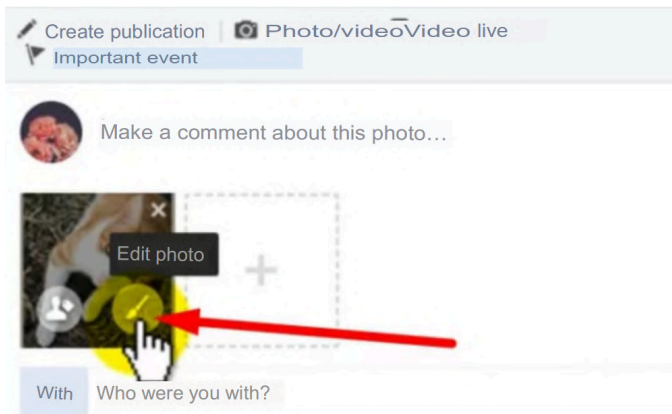 Create publication Photo/videoVideo live
Important event
Make a comment about this photo…
Edit photo
With Who were you with?